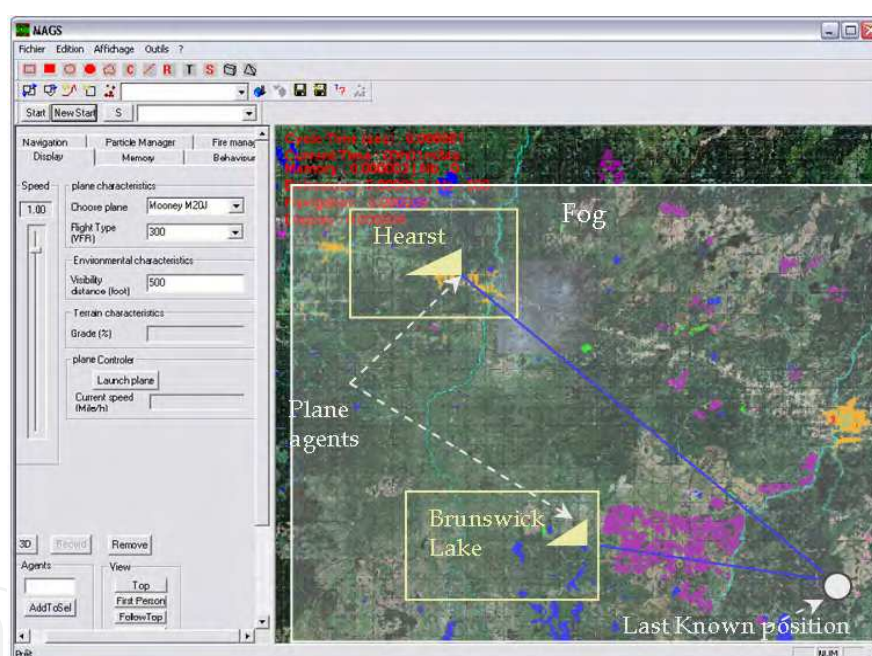 NAGS
Fichier Edition Affichage Outils ?
C R T S
Start New Start S
Navigation Particle Manager Fire manag
Display Memory Behaviour
Speed
1.00
plane characteristics
Choose plane Mooney M20J
Flight Type (VFR) 300
Environmental characteristics
Visibility distance (foot) 500
Terrain characteristics
Grade (%)
plane Controler
Launch plane
Current speed (Mile/h)
3D Record Remove
Agents
AddToSel
View
Top
First Person
FollowTop
Prêt
NUM
Fog
Hearst
Plane agents
Brunswick Lake
Last Known position